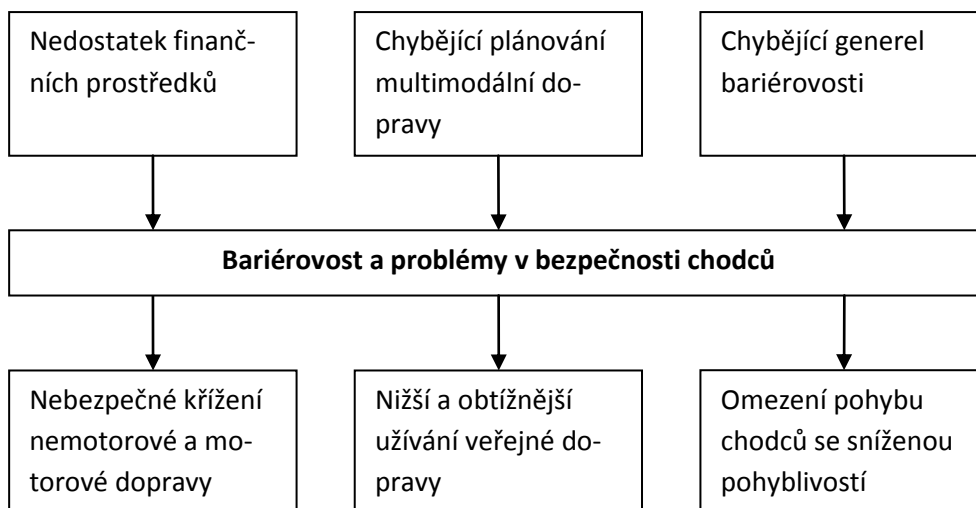 Nedostatek finanč-
ních prostředků
Chybějící plánování
multimodální do-
pravy
Chybějící generel
bariérovosti
Bariérovost a problémy v bezpečnosti chodců
Nebezpečné křížení
nemotorové a mo-
torové dopravy
Nižší a obtížnější
užívání veřejné do-
pravy
Omezení pohybu
chodců se sníženou
pohyblivostí